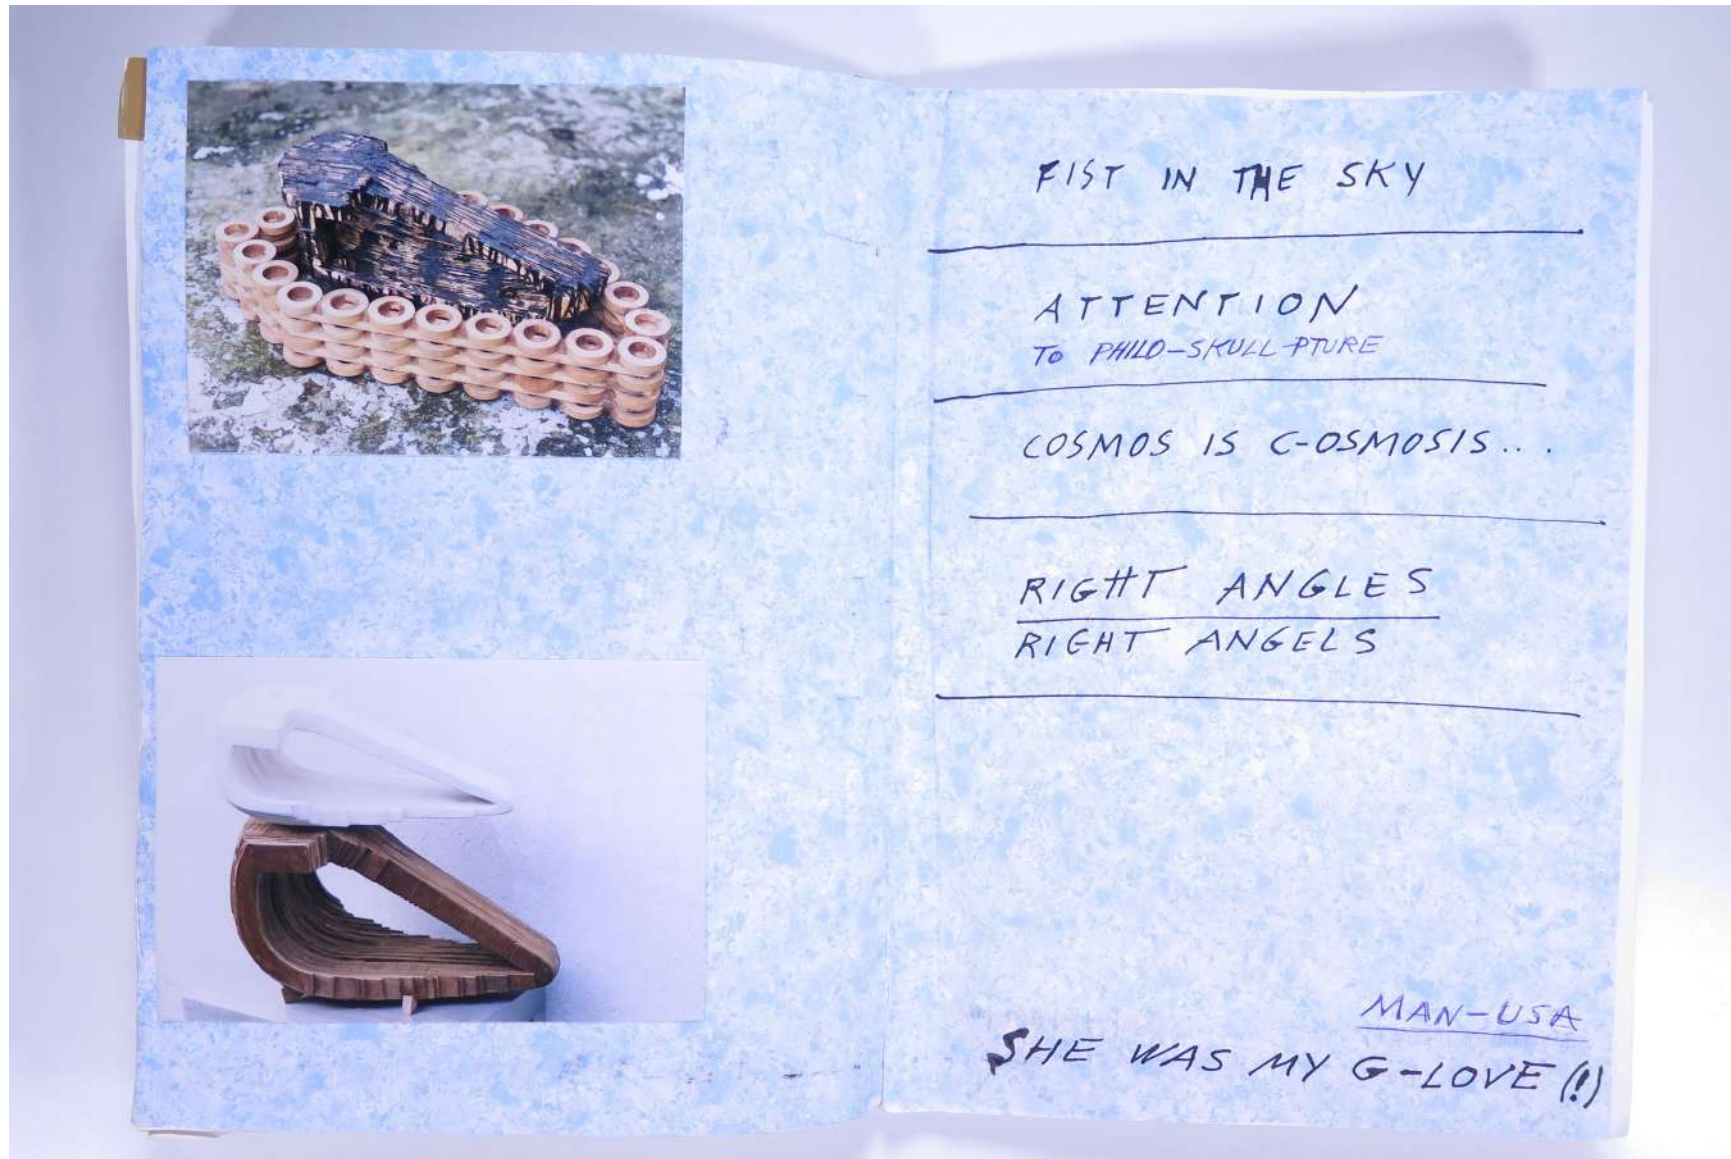 FIST IN THE SKY
ATTENTION
TO PHILO-SKULL-PTURE
COSMOS IS C-OSMOSIS...
RIGHT ANGLES
RIGHT ANGELS
MAN-USA
SHE WAS MY G-LOVE (!)